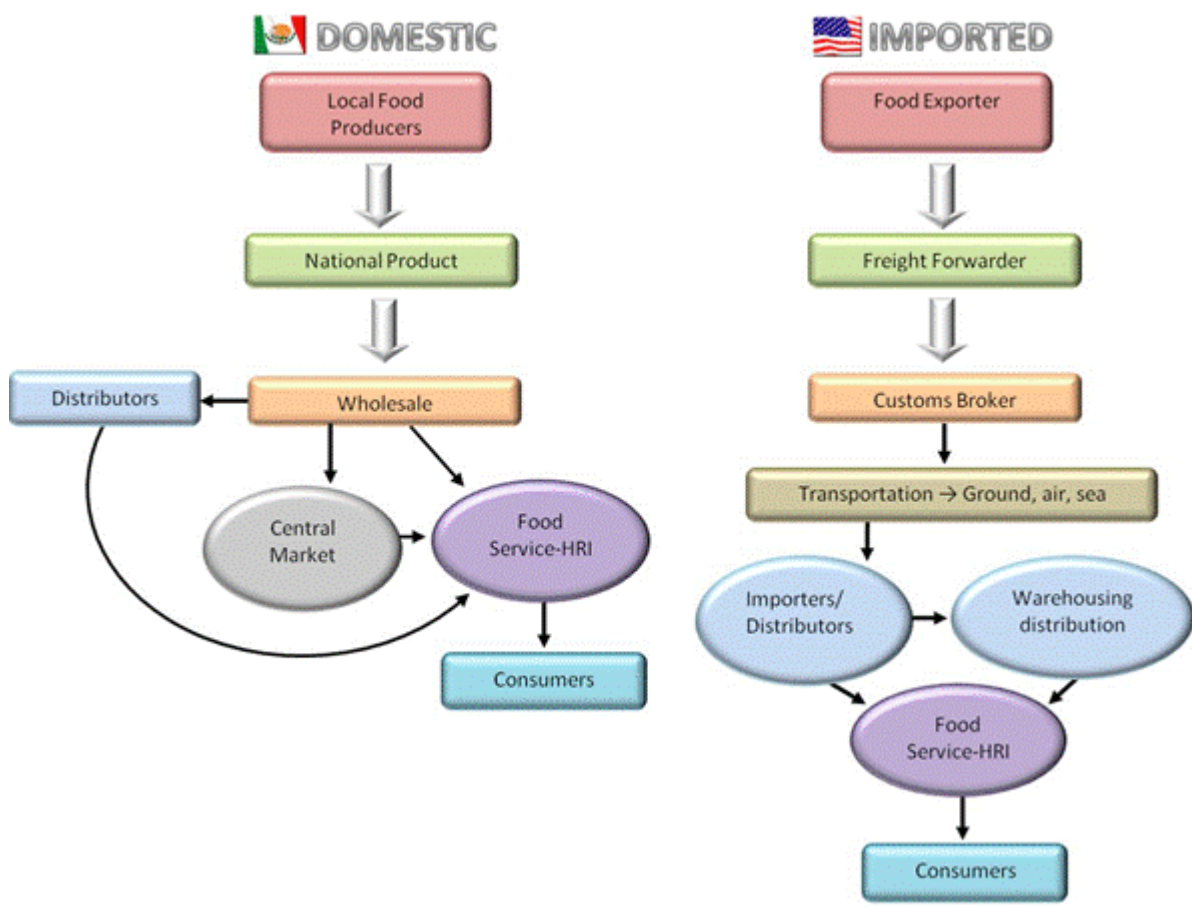 DOMESTIC
Local Food
Producers
National Product
Distributors
Wholesale
Central
Market
Food
Service-HRI
Consumers
IMPORTED
Food Exporter
Freight Forwarder
Customs Broker
Transportation → Ground, air, sea
Importers/
Distributors
Warehousing
distribution
Food
Service-HRI
Consumers